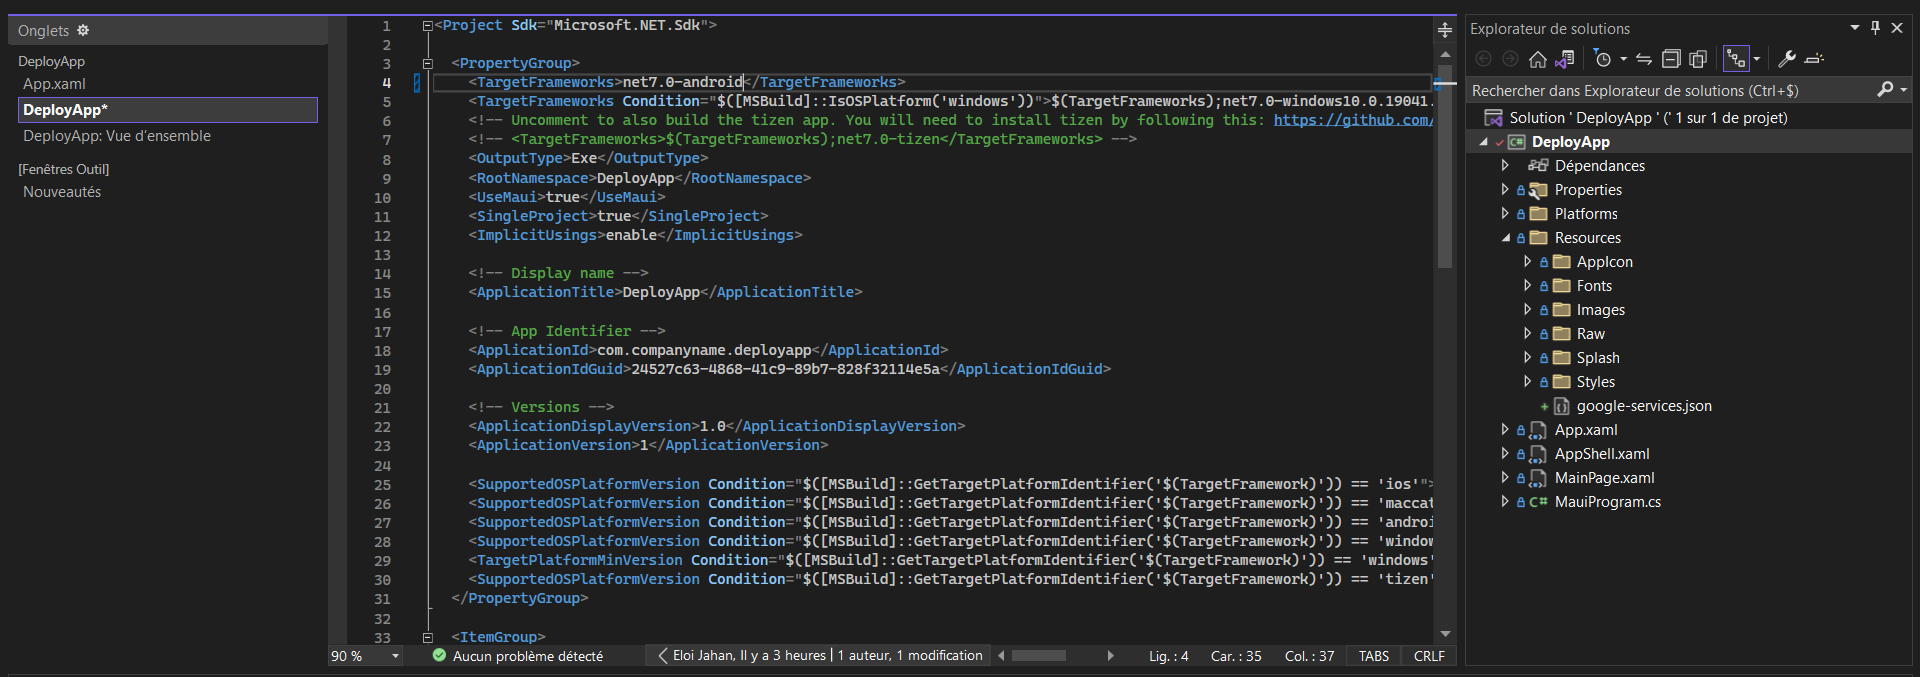 Onglets
DeployApp
App.xaml
DeployApp*
DeployApp: Vue d'ensemble
[Fenêtres Outil]
Nouveautés
1 <Project Sdk="Microsoft.NET.Sdk">
2
3 <PropertyGroup>
4 <TargetFrameworks>net7.0-android</TargetFrameworks>
5 <TargetFrameworks Condition="$([MSBuild]::IsOSPlatform('windows'))">$(TargetFrameworks);net7.0-windows10.0.19041.
6 <!-- Uncomment to also build the tizen app. You will need to install tizen by following this: https://github.com/
7 <!-- <TargetFrameworks>$(TargetFrameworks);net7.0-tizen</TargetFrameworks> -->
8 <OutputType>Exe</OutputType>
9 <RootNamespace>DeployApp</RootNamespace>
10 <UseMaui>true</UseMaui>
11 <SingleProject>true</SingleProject>
12 <ImplicitUsings>enable</ImplicitUsings>
13
14 <!-- Display name -->
15 <ApplicationTitle>DeployApp</ApplicationTitle>
16
17 <!-- App Identifier -->
18 <ApplicationId>com.companyname.deployapp</ApplicationId>
19 <ApplicationIdGuid>24527c63-4868-41c9-89b7-828f32114e5a</ApplicationIdGuid>
20
21 <!-- Versions -->
22 <ApplicationDisplayVersion>1.0</ApplicationDisplayVersion>
23 <ApplicationVersion>1</ApplicationVersion>
24
25 <SupportedOSPlatformVersion Condition="$([MSBuild]::GetTargetPlatformIdentifier('$(TargetFramework)')) == 'ios'">
26 <SupportedOSPlatformVersion Condition="$([MSBuild]::GetTargetPlatformIdentifier('$(TargetFramework)')) == 'maccat
27 <SupportedOSPlatformVersion Condition="$([MSBuild]::GetTargetPlatformIdentifier('$(TargetFramework)')) == 'androi
28 <SupportedOSPlatformVersion Condition="$([MSBuild]::GetTargetPlatformIdentifier('$(TargetFramework)')) == 'window
29 <TargetPlatformMinVersion Condition="$([MSBuild]::GetTargetPlatformIdentifier('$(TargetFramework)')) == 'windows'
30 <SupportedOSPlatformVersion Condition="$([MSBuild]::GetTargetPlatformIdentifier('$(TargetFramework)')) == 'tizen'
31 </PropertyGroup>
32
33 <ItemGroup>
90 % Aucun problème détecté Eloi Jahan, Il y a 3 heures | 1 auteur, 1 modification Lig. : 4 Car. : 35 Col. : 37 TABS CRLF
Explorateur de solutions
Rechercher dans Explorateur de solutions (Ctrl+$)
Solution ' DeployApp ' (' 1 sur 1 de projet)
C# DeployApp
Dépendances
Properties
Platforms
Resources
AppIcon
Fonts
Images
Raw
Splash
Styles
google-services.json
App.xaml
AppShell.xaml
MainPage.xaml
C# MauiProgram.cs